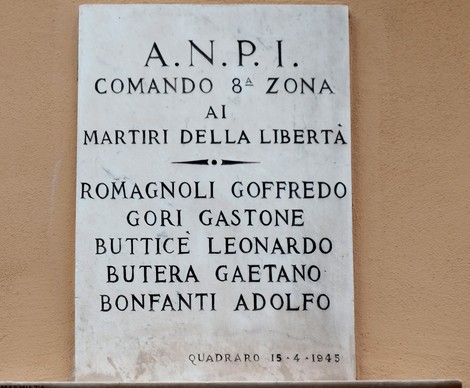 A.N.P.I.
COMANDO 8ᴬ ZONA
AI
MARTIRI DELLA LIBERTÀ
ROMAGNOLI GOFFREDO
GORI GASTONE
BUTTICÈ LEONARDO
BUTERA GAETANO
BONFANTI ADOLFO
QUADRARO 15-4-1945